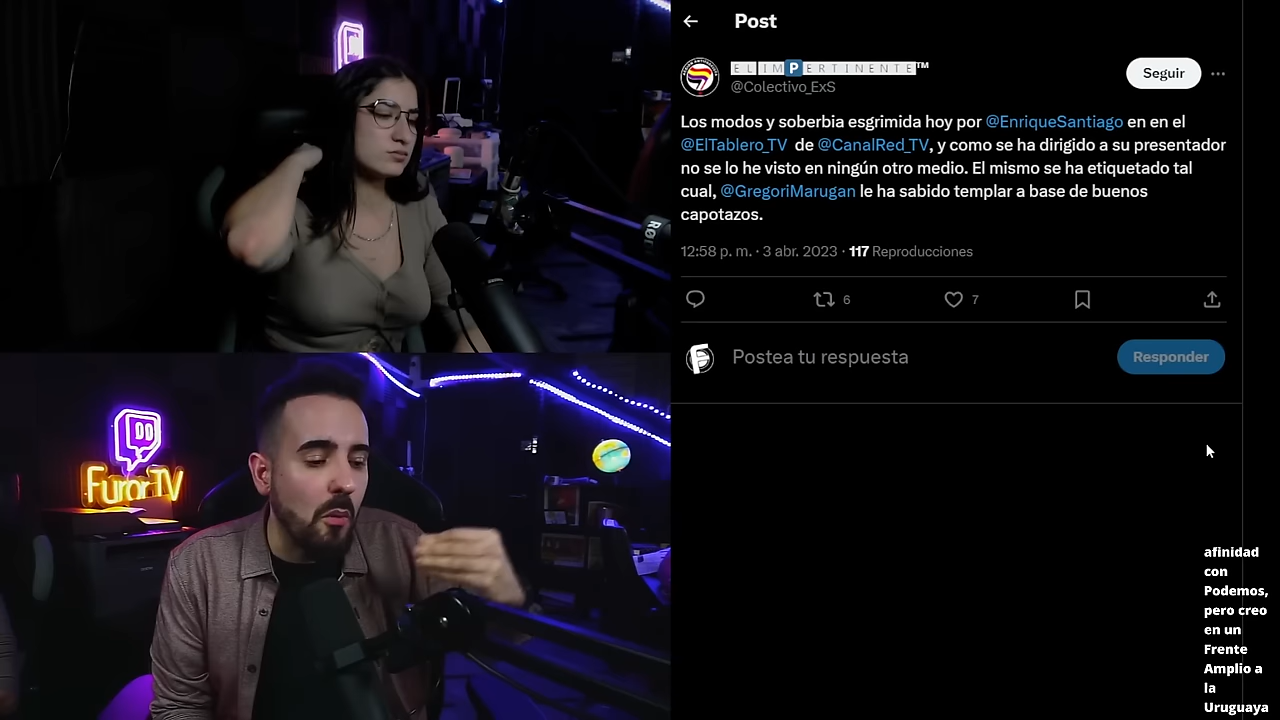 Post
EL IMPERTINENTE™
@Colectivo_ExS
Seguir
Los modos y soberbia esgrimida hoy por @EnriqueSantiago en en el
@ElTablero_TV de @CanalRed_TV, y como se ha dirigido a su presentador
no se lo he visto en ningún otro medio. El mismo se ha etiquetado tal
cual, @GregoriMarugan le ha sabido templar a base de buenos
capotazos.
12:58 p. m. · 3 abr. 2023 · 117 Reproducciones
6
7
Postea tu respuesta
Responder
FurorTV
afinidad
con
Podemos,
pero creo
en un
Frente
Amplio a
la
Uruguaya